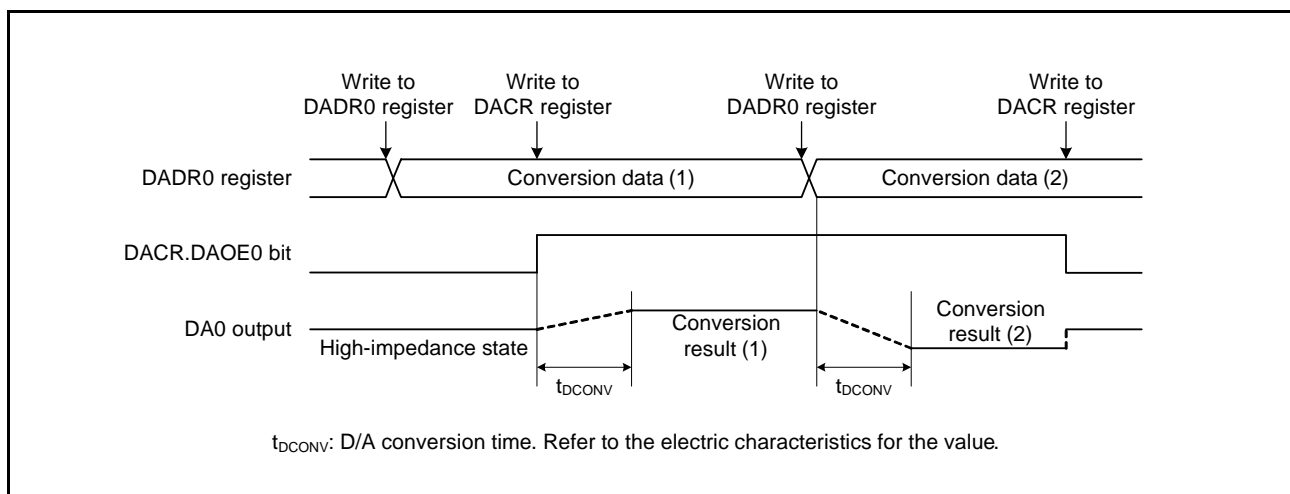 Write to
DADR0 register
Write to
DACR register
Write to
DADR0 register
Write to
DACR register
DADR0 register
Conversion data (1)
Conversion data (2)
DACR.DAOE0 bit
DA0 output
High-impedance state
Conversion
result (1)
Conversion
result (2)
tDCONV
tDCONV
tDCONV: D/A conversion time. Refer to the electric characteristics for the value.